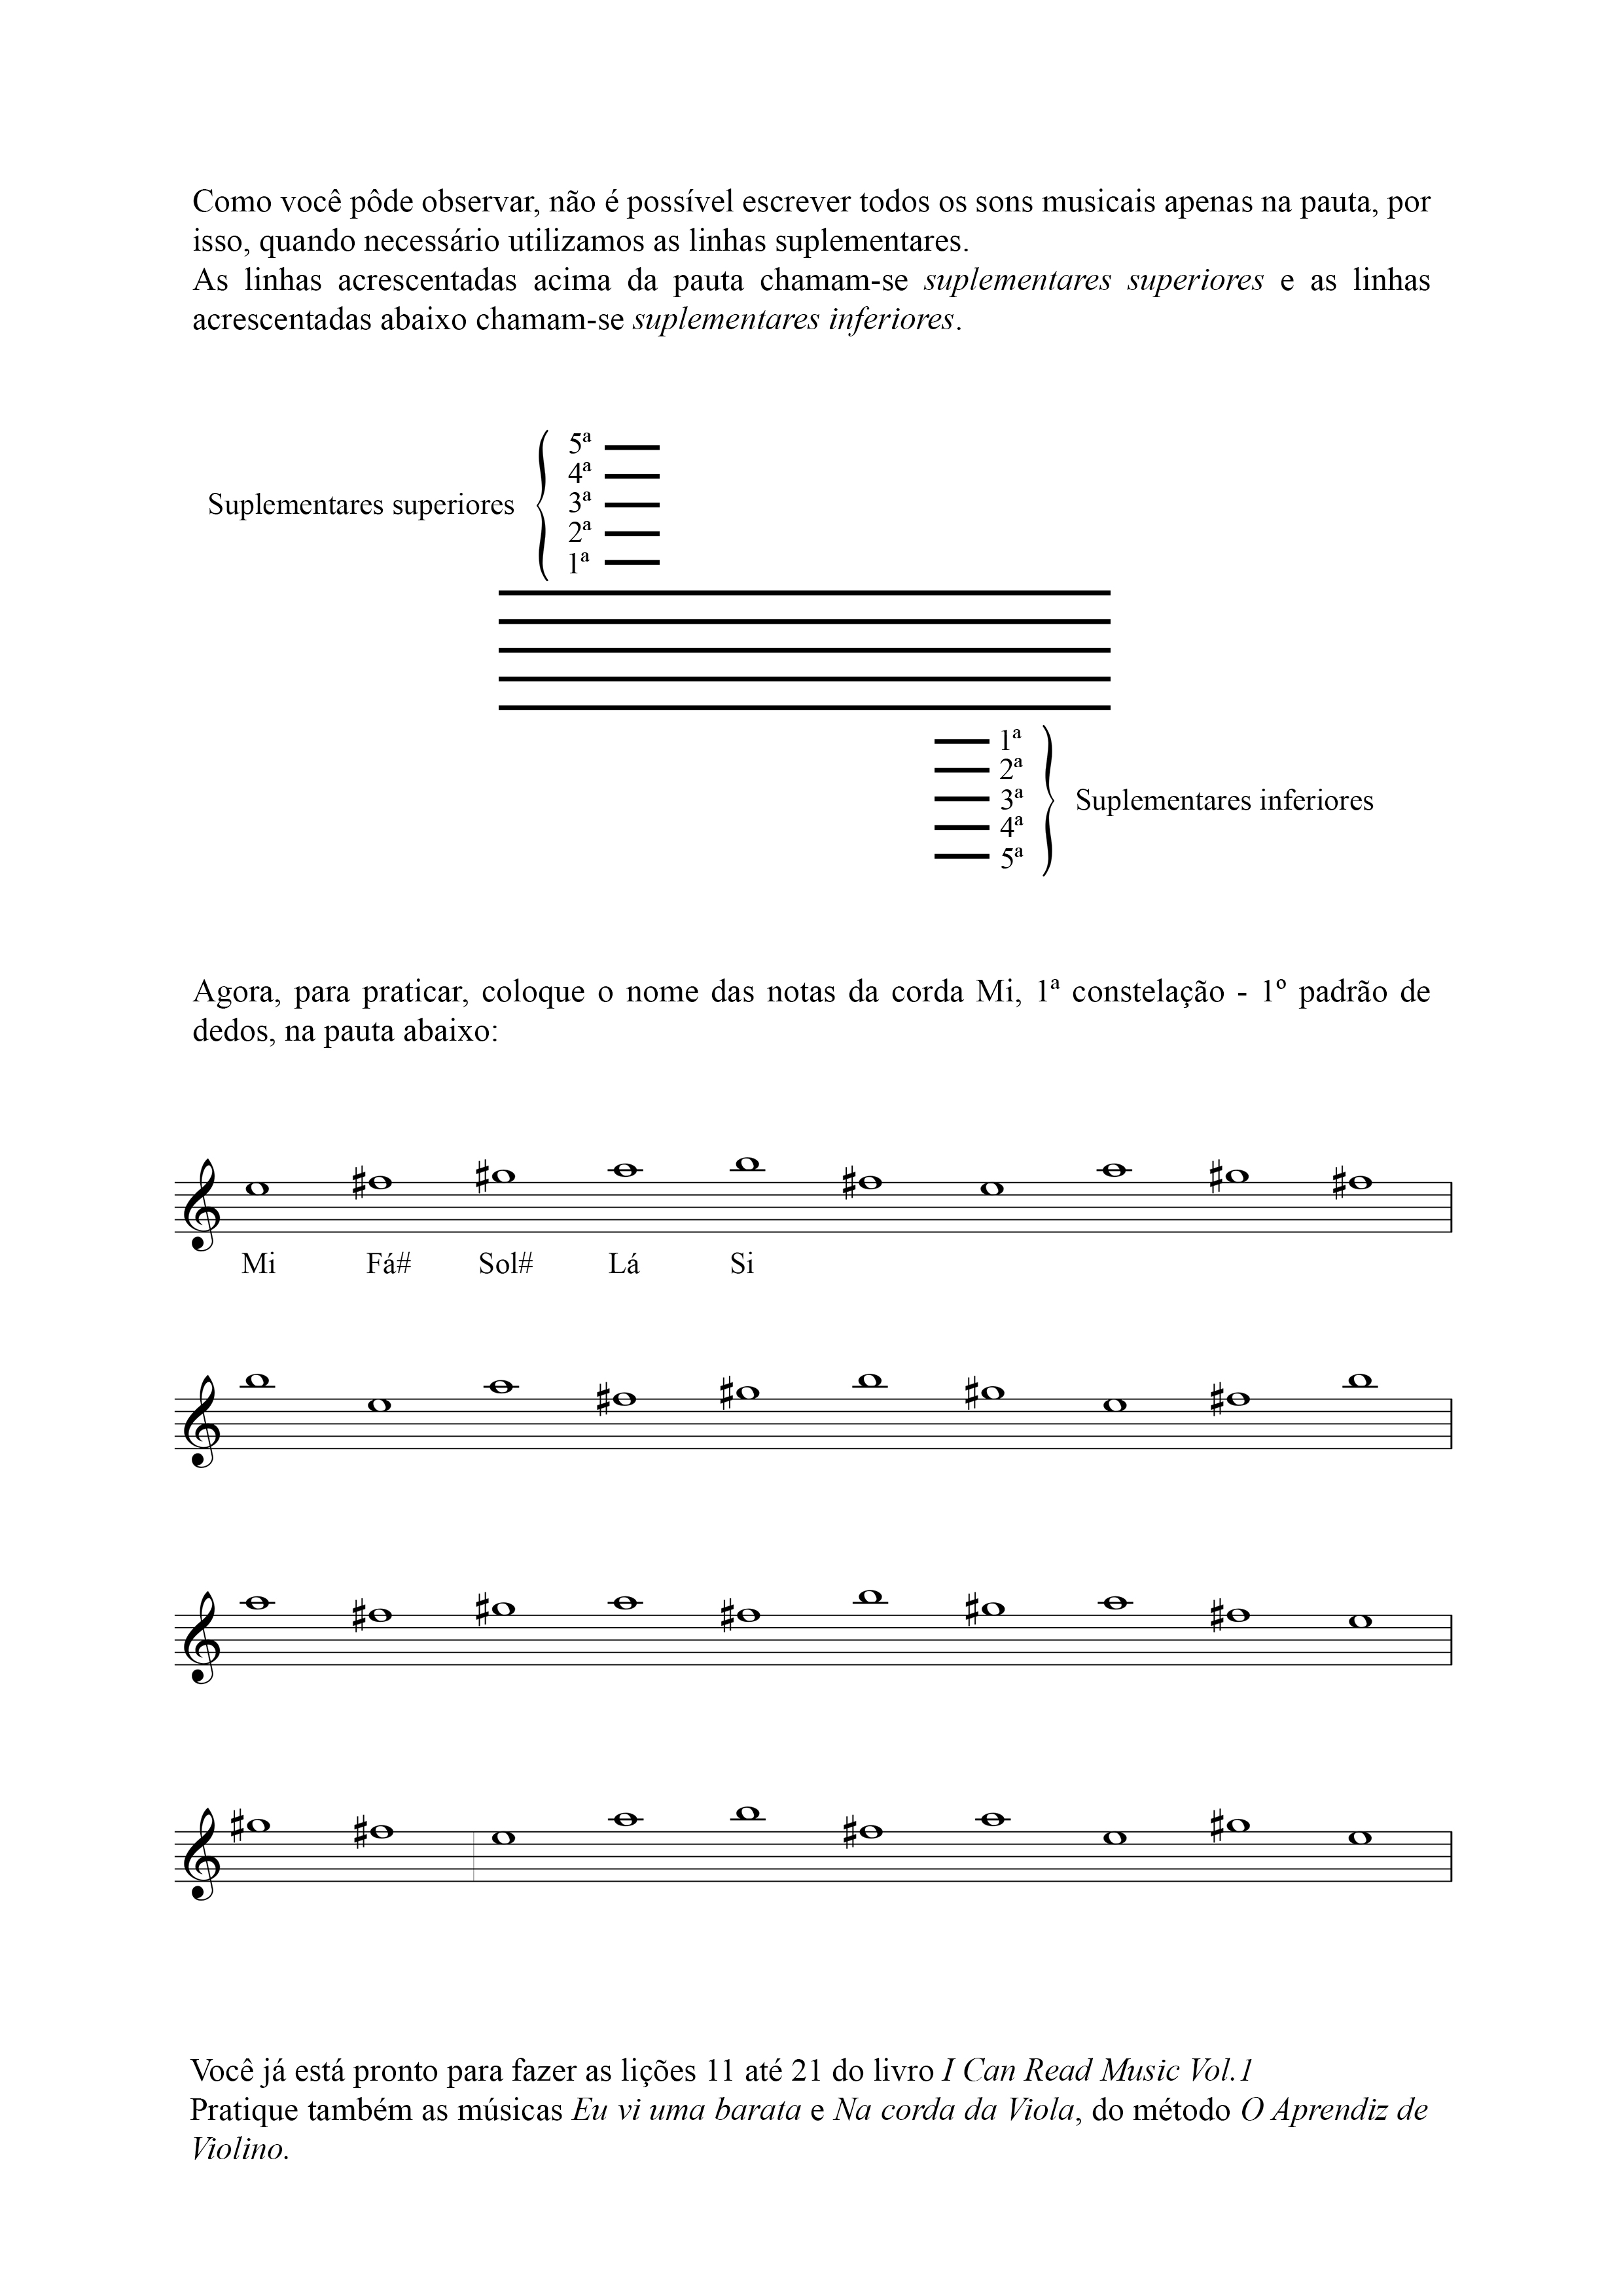 Como você pôde observar, não é possível escrever todos os sons musicais apenas na pauta, por
isso, quando necessário utilizamos as linhas suplementares.
As linhas acrescentadas acima da pauta chamam-se suplementares superiores e as linhas
acrescentadas abaixo chamam-se suplementares inferiores.
5ª
4ª
Suplementares superiores 3ª
2ª
1ª
1ª
2ª
3ª Suplementares inferiores
4ª
5ª
Agora, para praticar, coloque o nome das notas da corda Mi, 1ª constelação - 1º padrão de
dedos, na pauta abaixo:
Mi Fá# Sol# Lá Si
Você já está pronto para fazer as lições 11 até 21 do livro I Can Read Music Vol.1
Pratique também as músicas Eu vi uma barata e Na corda da Viola, do método O Aprendiz de
Violino.